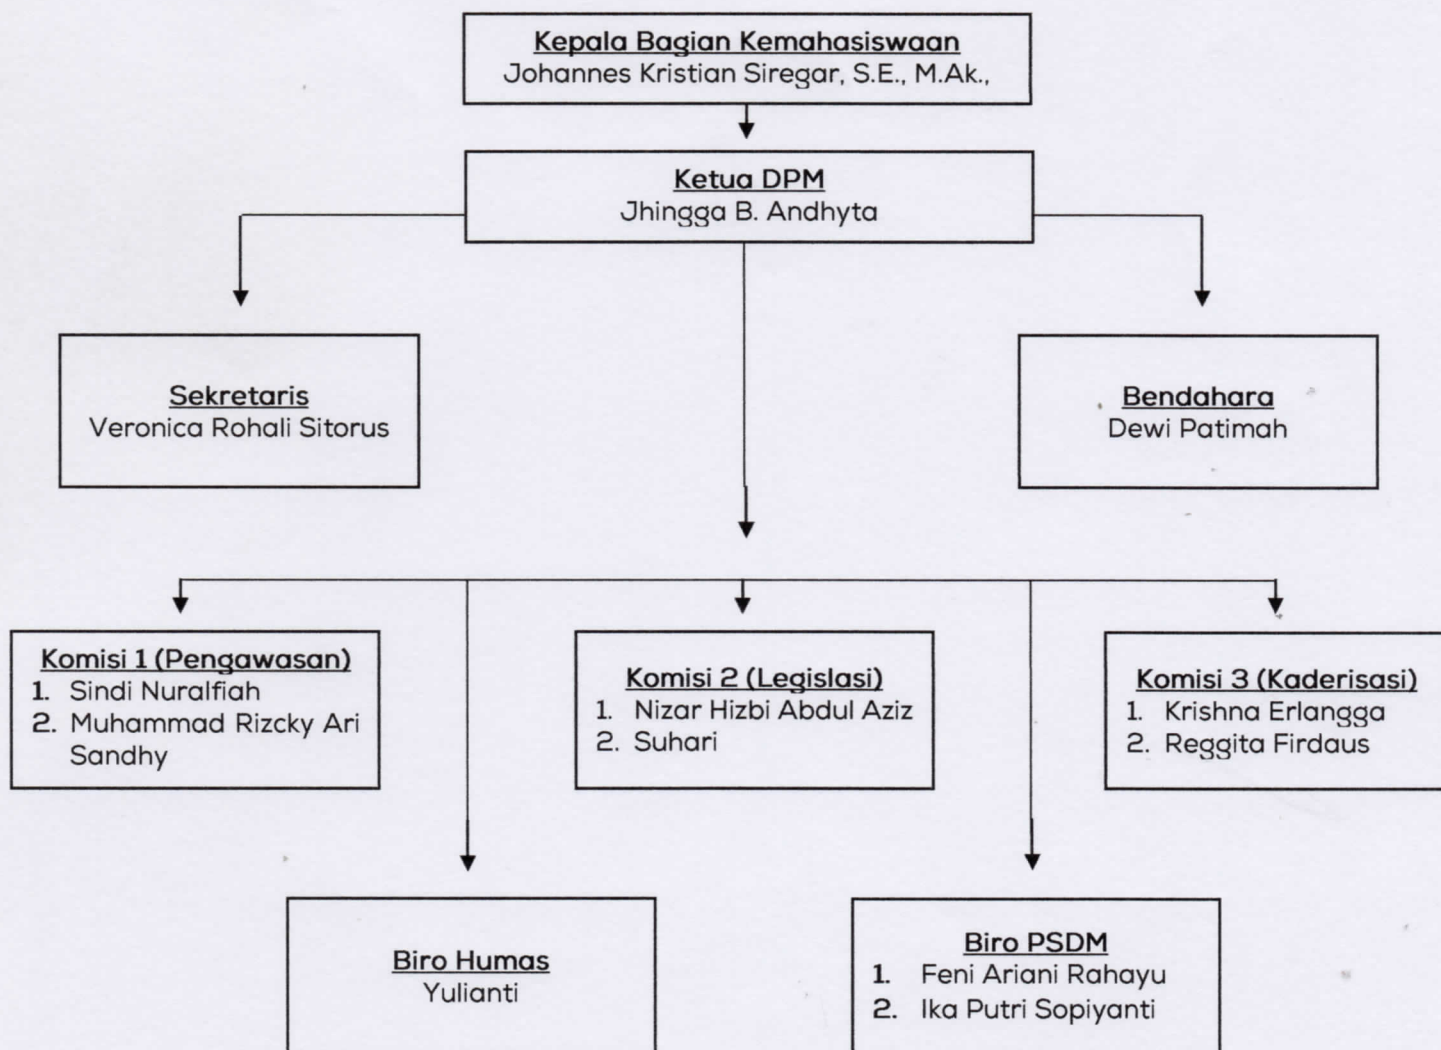 Kepala Bagian Kemahasiswaan
Johannes Kristian Siregar, S.E., M.Ak.,
Ketua DPM
Jhingga B. Andhyta
Sekretaris
Veronica Rohali Sitorus
Bendahara
Dewi Patimah
Komisi 1 (Pengawasan)
1. Sindi Nuralfiah
2. Muhammad Rizcky Ari
Sandhy
Komisi 2 (Legislasi)
1. Nizar Hizbi Abdul Aziz
2. Suhari
Komisi 3 (Kaderisasi)
1. Krishna Erlangga
2. Reggita Firdaus
Biro Humas
Yulianti
Biro PSDM
1. Feni Ariani Rahayu
2. Ika Putri Sopiyanti